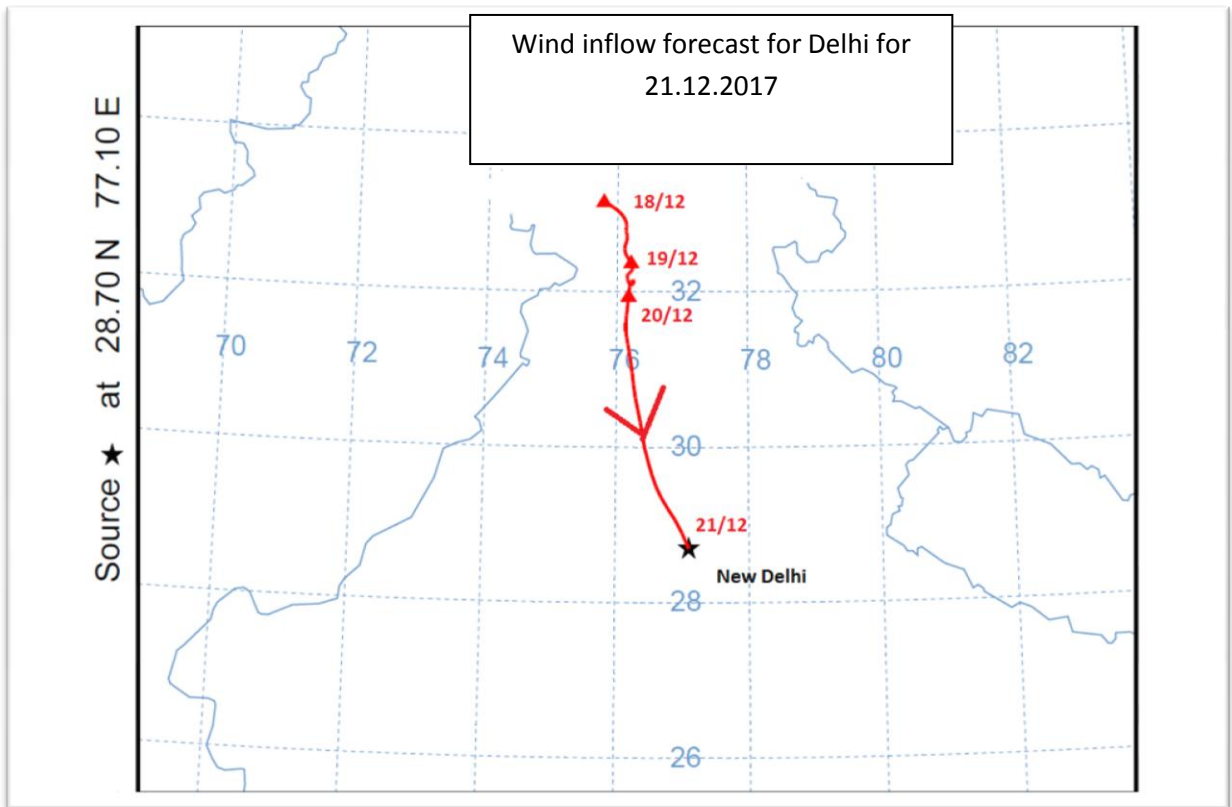 Wind inflow forecast for Delhi for
21.12.2017
Source ★ at 28.70 N 77.10 E
18/12
19/12
32
20/12
70 72 74 76 78 80 82
30
21/12
New Delhi
28
26